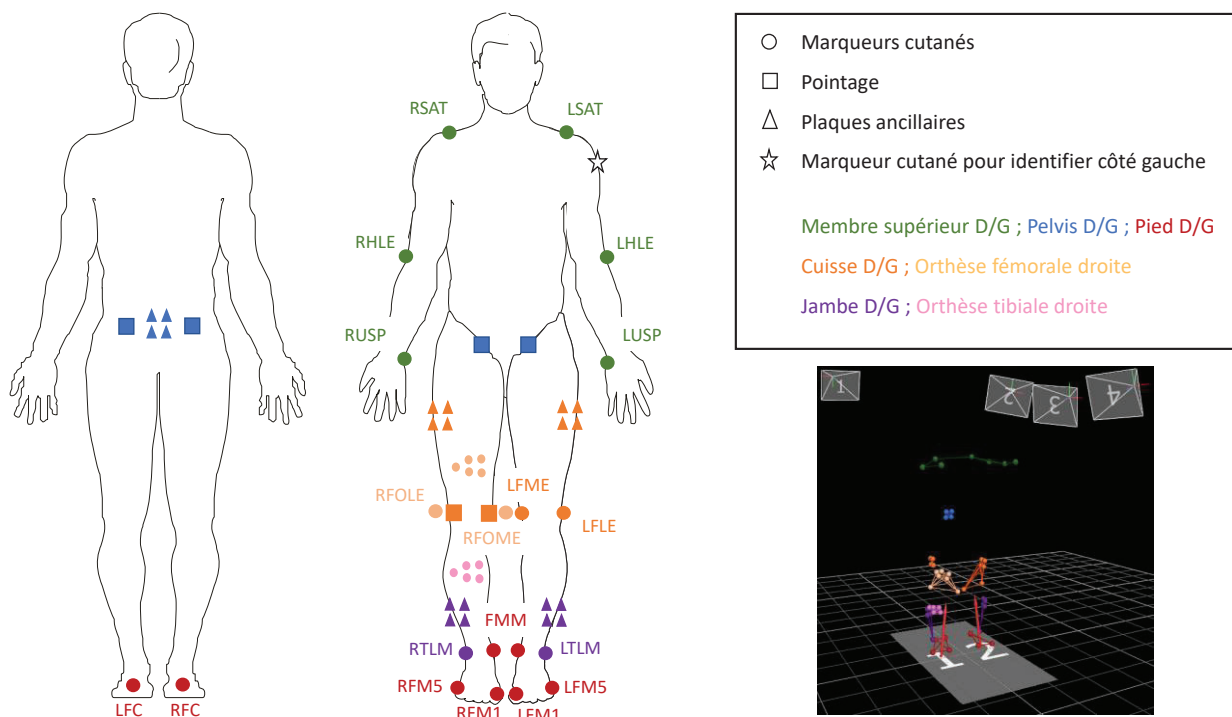 RSAT
LSAT
RHLE
LHLE
RUSP
LUSP
RFOLE
LFME
LFLE
RFOME
FMM
RTLM
LTLM
RFM5
LFM5
RFM1
LFM1
LFC
RFC
Marqueurs cutanés
Pointage
Plaques ancillaires
Marqueur cutané pour identifier côté gauche
Membre supérieur D/G ; Pelvis D/G ; Pied D/G
Cuisse D/G ; Orthèse fémorale droite
Jambe D/G ; Orthèse tibiale droite
1
2
3
4
1
2